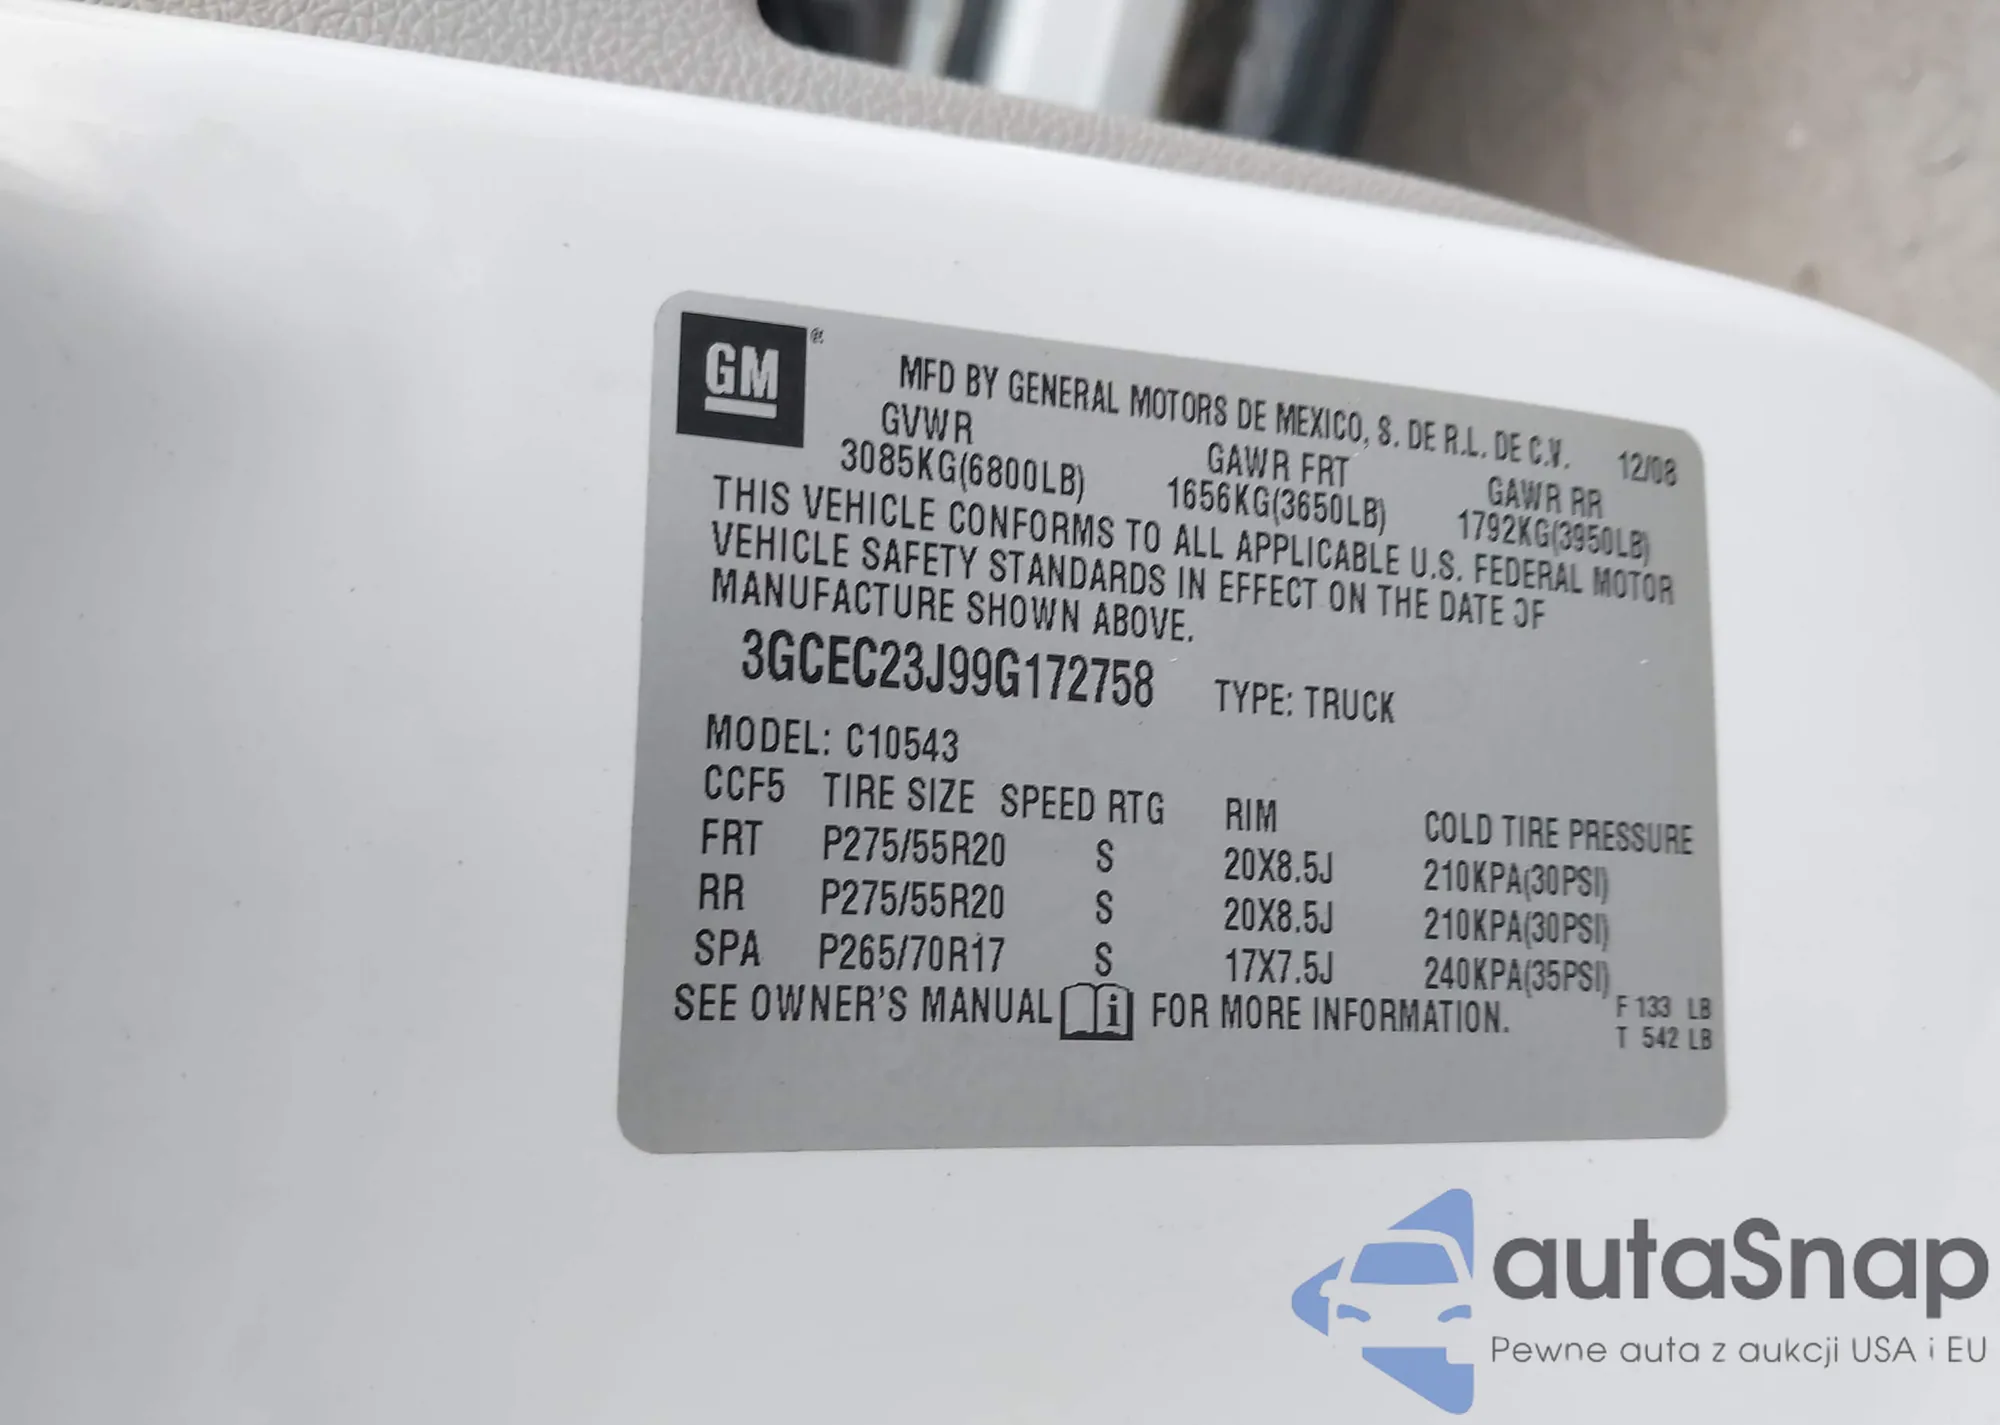 GM®
MFD BY GENERAL MOTORS DE MEXICO, S. DE R.L. DE C.V. 12/08
GVWR GAWR FRT GAWR RR
3085KG(6800LB) 1656KG(3650LB) 1792KG(3950LB)
THIS VEHICLE CONFORMS TO ALL APPLICABLE U.S. FEDERAL MOTOR
VEHICLE SAFETY STANDARDS IN EFFECT ON THE DATE OF
MANUFACTURE SHOWN ABOVE.
3GCEC23J99G172758 TYPE: TRUCK
MODEL: C10543
CCF5 TIRE SIZE SPEED RTG RIM COLD TIRE PRESSURE
FRT P275/55R20 S 20X8.5J 210KPA(30PSI)
RR P275/55R20 S 20X8.5J 210KPA(30PSI)
SPA P265/70R17 S 17X7.5J 240KPA(35PSI)
SEE OWNER'S MANUAL i FOR MORE INFORMATION.
F 133 LB
T 542 LB
autaSnap
Pewne auta z aukcji USA i EU